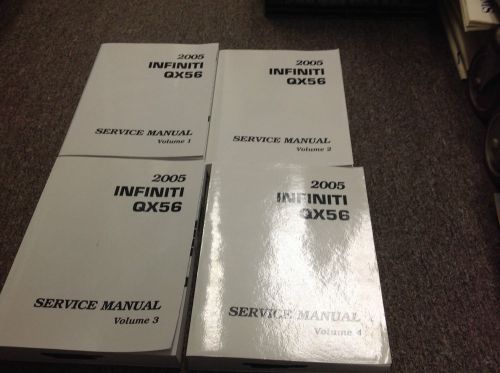 2005
INFINITI
QX56
SERVICE MANUAL
Volume 1
2005
INFINITI
QX56
SERVICE MANUAL
Volume 2
2005
INFINITI
QX56
SERVICE MANUAL
Volume 3
2005
INFINITI
QX56
SERVICE MANUAL
Volume 4